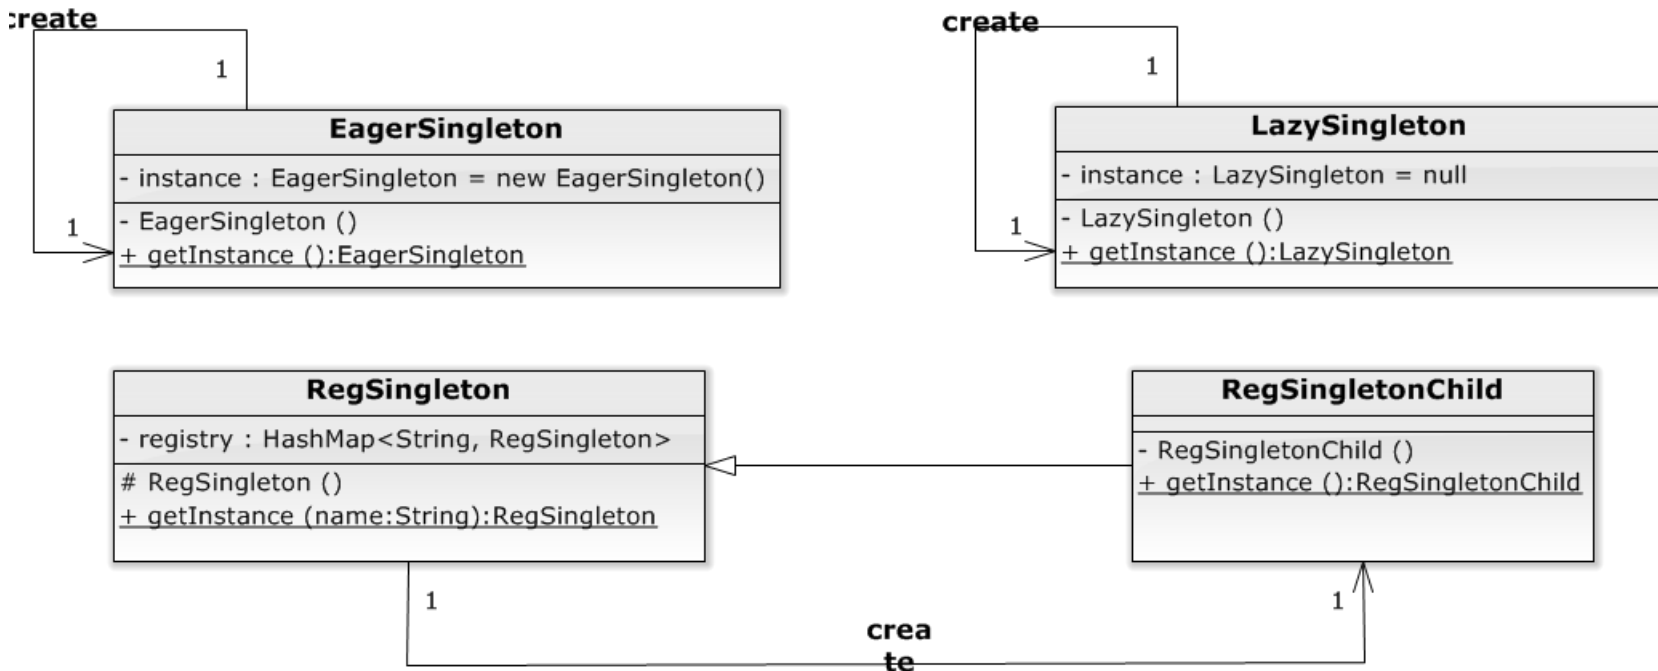 create
1
EagerSingleton
- instance : EagerSingleton = new EagerSingleton()
- EagerSingleton ()
1
+ getInstance ():EagerSingleton
create
1
LazySingleton
- instance : LazySingleton = null
- LazySingleton ()
1
+ getInstance ():LazySingleton
RegSingleton
- registry : HashMap<String, RegSingleton>
# RegSingleton ()
+ getInstance (name:String):RegSingleton
RegSingletonChild
- RegSingletonChild ()
+ getInstance ():RegSingletonChild
1
1
crea
te